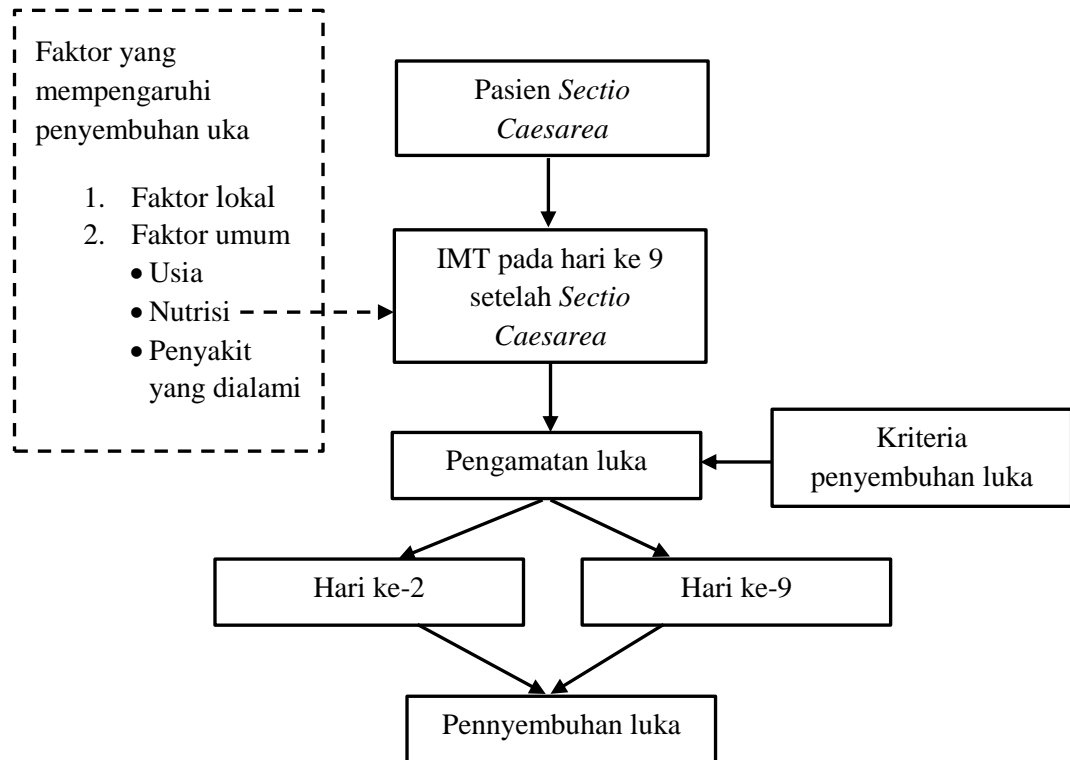 Faktor yang
mempengaruhi
penyembuhan uka
1. Faktor lokal
2. Faktor umum
• Usia
• Nutrisi
• Penyakit
yang dialami
Pasien Sectio
Caesarea
IMT pada hari ke 9
setelah Sectio
Caesarea
Pengamatan luka
Kriteria
penyembuhan luka
Hari ke-2
Hari ke-9
Pennyembuhan luka